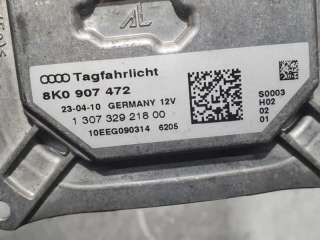 Tagfahrlicht
8K0 907 472
23-04-10 GERMANY 12V
1 307 329 218 00
10EEG090314 6205
S0003
H02
02
01